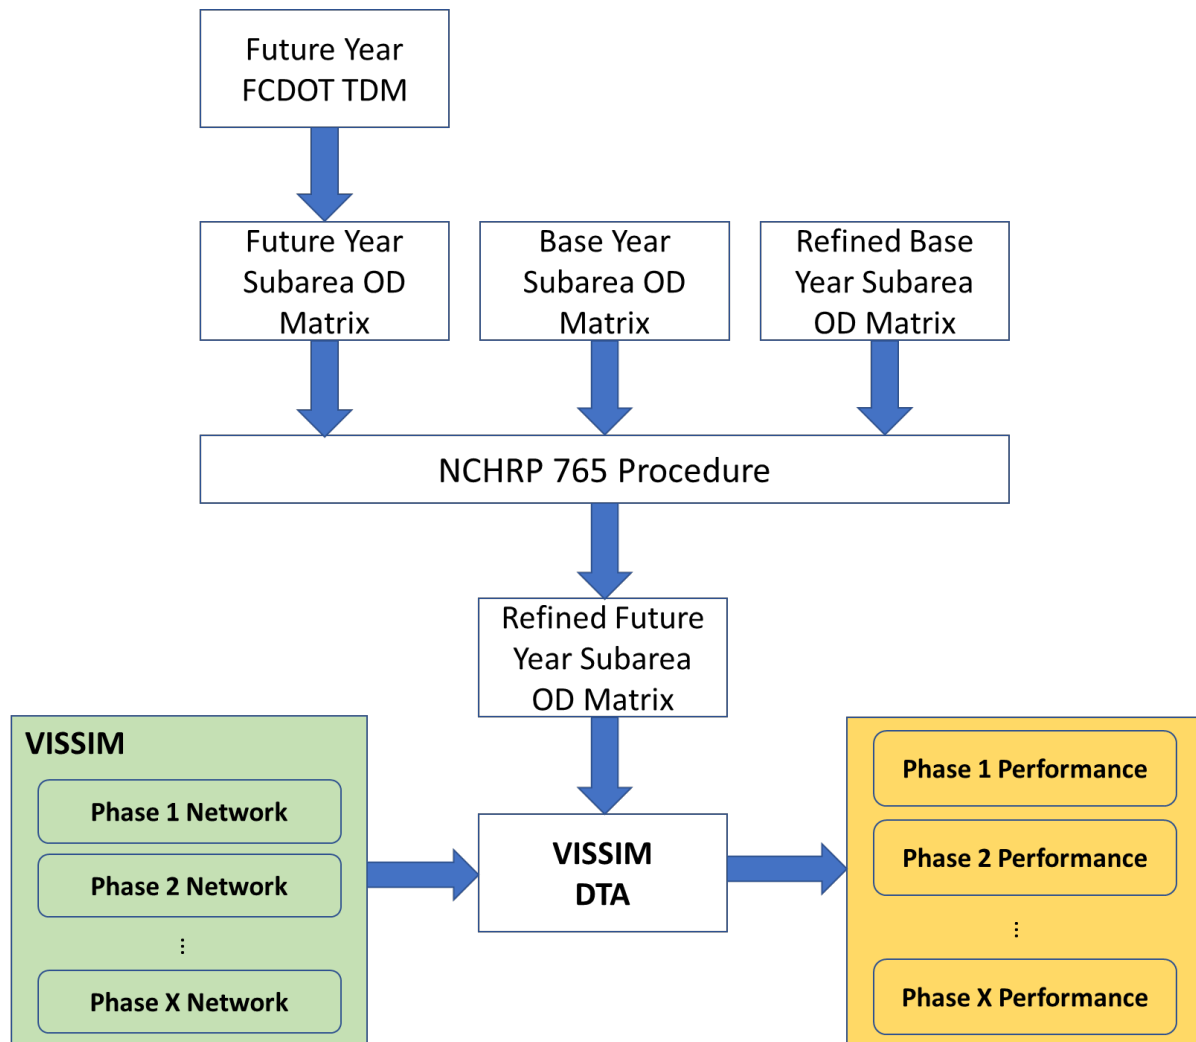 Future Year
FCDOT TDM
Future Year
Subarea OD
Matrix
Base Year
Subarea OD
Matrix
Refined Base
Year Subarea
OD Matrix
NCHRP 765 Procedure
Refined Future
Year Subarea
OD Matrix
VISSIM
Phase 1 Network
Phase 2 Network
⋮
Phase X Network
VISSIM
DTA
Phase 1 Performance
Phase 2 Performance
⋮
Phase X Performance